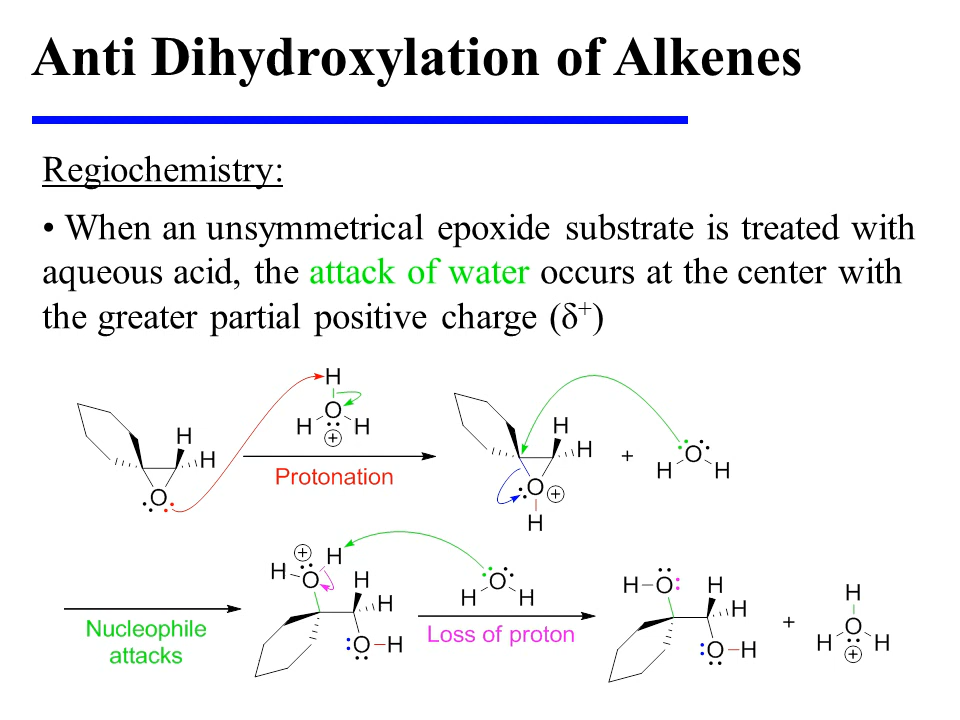 Anti Dihydroxylation of Alkenes
Regiochemistry:
• When an unsymmetrical epoxide substrate is treated with
aqueous acid, the attack of water occurs at the center with
the greater partial positive charge (δ⁺)
H
H
H
O
O
H
H
+
Protonation
H
H
O
+
H
+
O
H
H
Nucleophile
attacks
+
H
H
O
H
H
O
H
O
H
H
Loss of proton
H
O
H
H
O
H
+
H
O
H
H
+